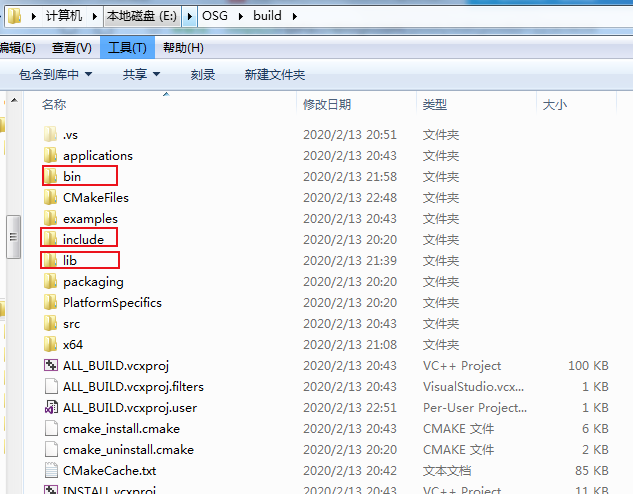 计算机 本地磁盘 (E:) OSG build
编辑(E) 查看(V) 工具(T) 帮助(H)
包含到库中 共享 刻录 新建文件夹
名称 修改日期 类型 大小
.vs 2020/2/13 20:51 文件夹
applications 2020/2/13 20:43 文件夹
bin 2020/2/13 21:58 文件夹
CMakeFiles 2020/2/13 22:48 文件夹
examples 2020/2/13 20:43 文件夹
include 2020/2/13 20:20 文件夹
lib 2020/2/13 21:39 文件夹
packaging 2020/2/13 20:20 文件夹
PlatformSpecifics 2020/2/13 20:20 文件夹
src 2020/2/13 20:43 文件夹
x64 2020/2/13 21:08 文件夹
ALL_BUILD.vcxproj 2020/2/13 20:43 VC++ Project 100 KB
ALL_BUILD.vcxproj.filters 2020/2/13 20:43 VisualStudio.vcx... 1 KB
ALL_BUILD.vcxproj.user 2020/2/13 22:51 Per-User Project... 1 KB
cmake_install.cmake 2020/2/13 20:43 CMAKE 文件 6 KB
cmake_uninstall.cmake 2020/2/13 20:20 CMAKE 文件 2 KB
CMakeCache.txt 2020/2/13 20:42 文本文档 85 KB
INSTALL.vcxproj 2020/2/13 20:43 VC++ Project 11 KB